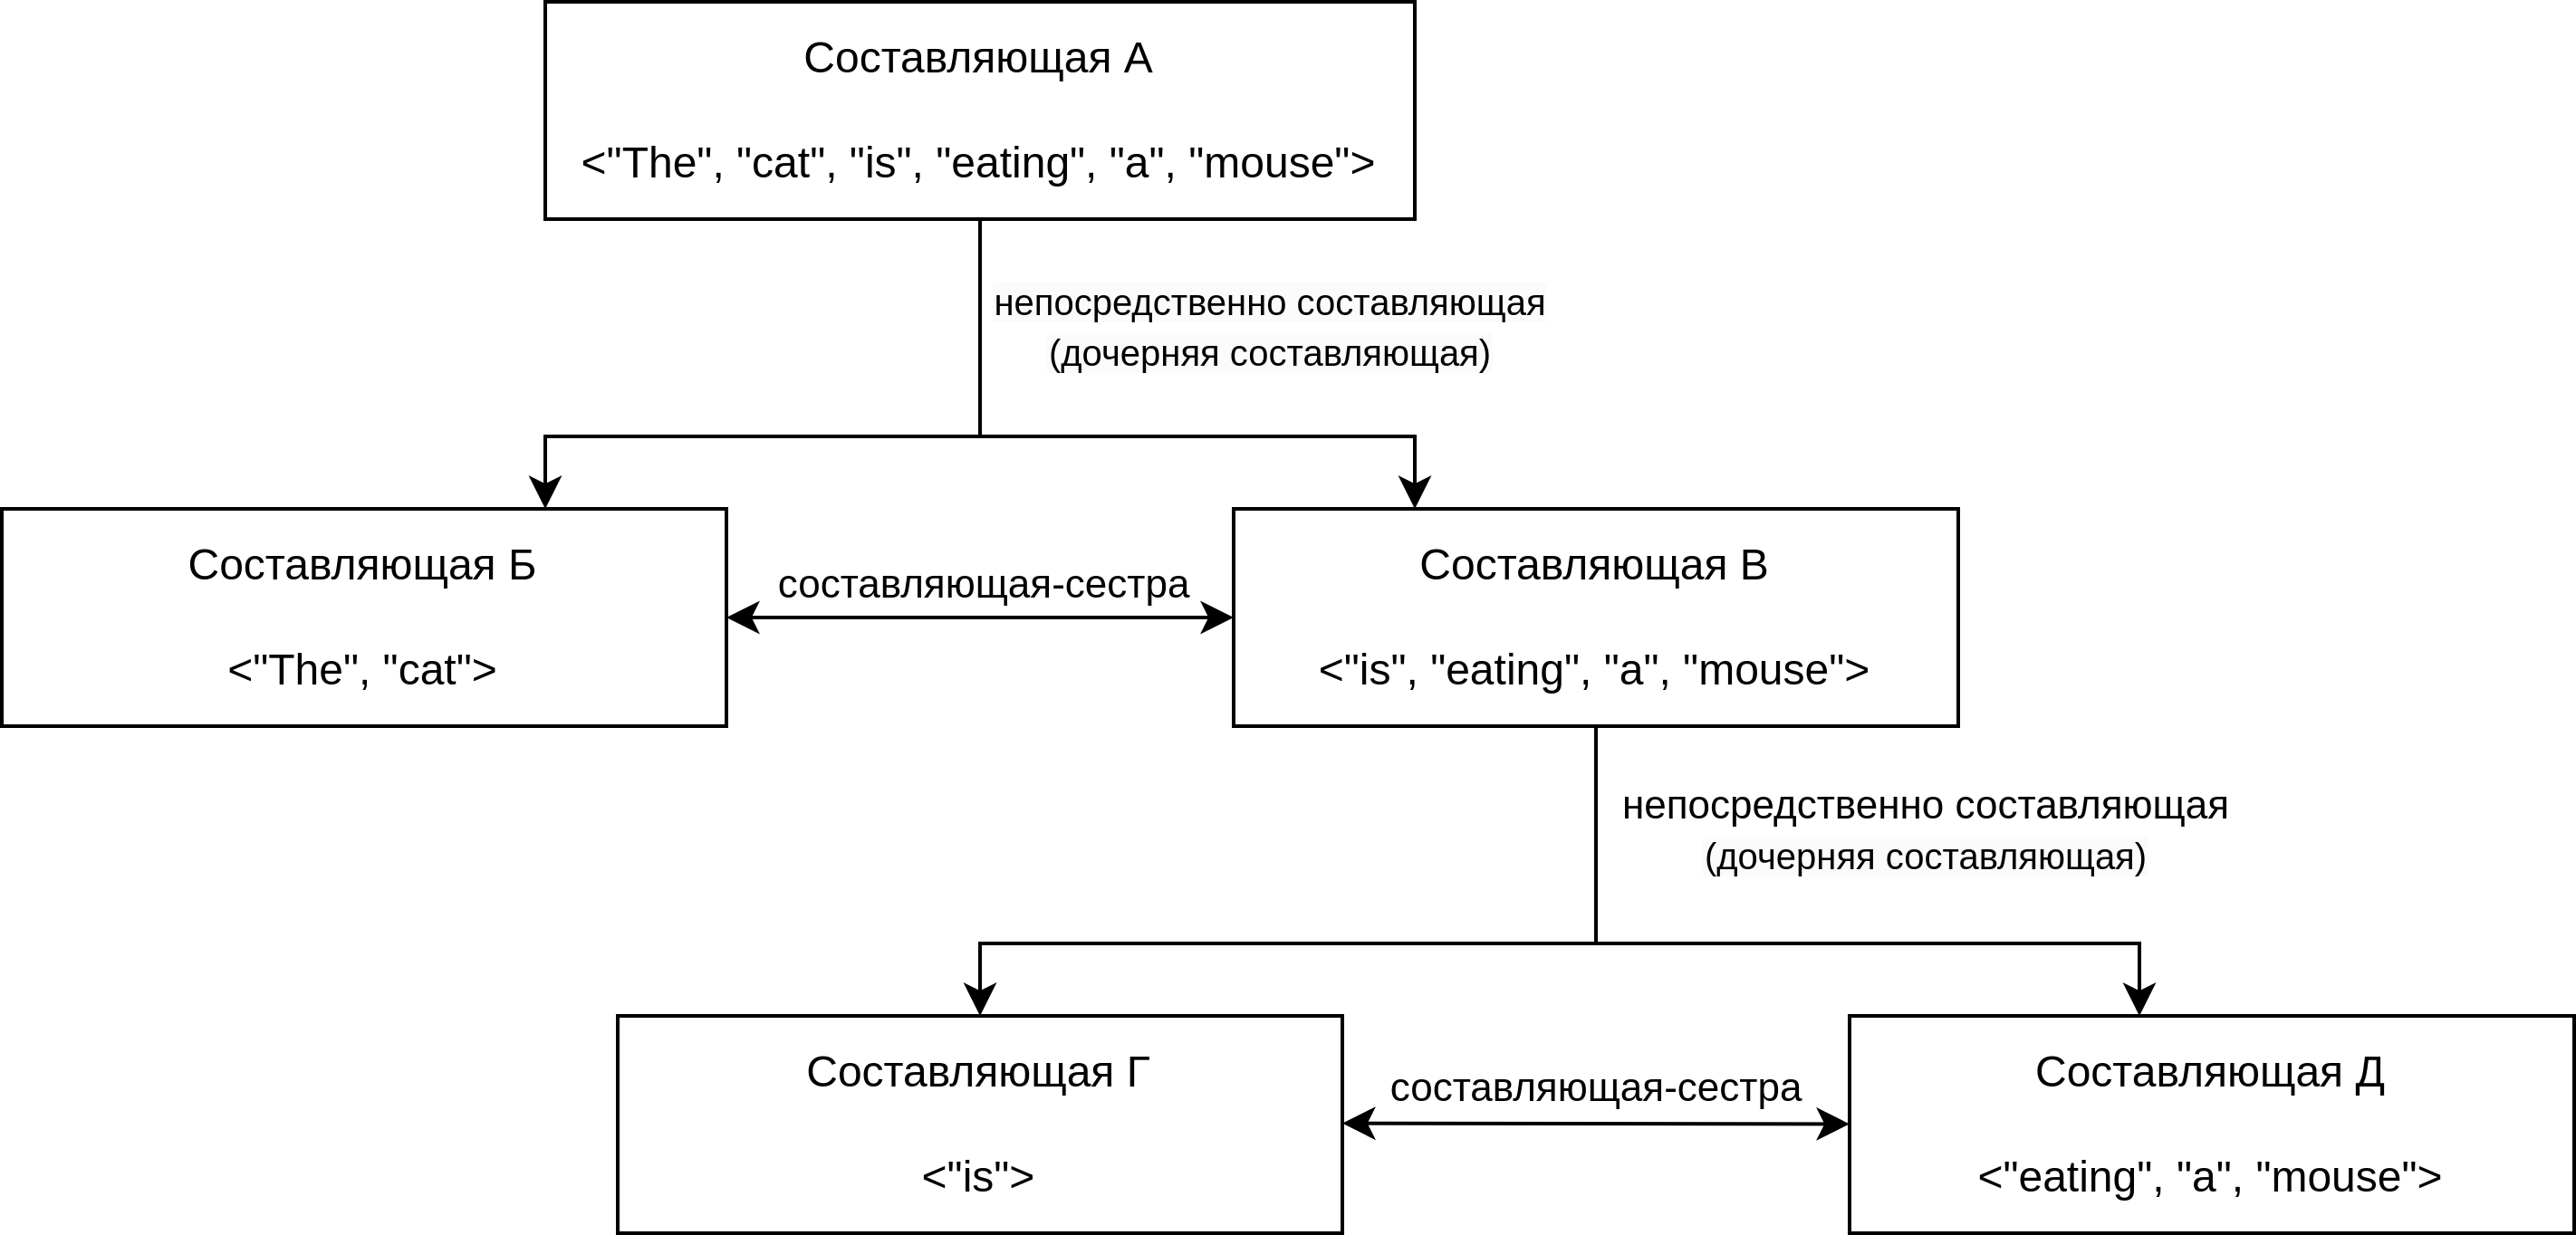 Составляющая А
<"The", "cat", "is", "eating", "a", "mouse">
непосредственно составляющая
(дочерняя составляющая)
Составляющая Б
<"The", "cat">
составляющая-сестра
Составляющая В
<"is", "eating", "a", "mouse">
непосредственно составляющая
(дочерняя составляющая)
Составляющая Г
<"is">
составляющая-сестра
Составляющая Д
<"eating", "a", "mouse">